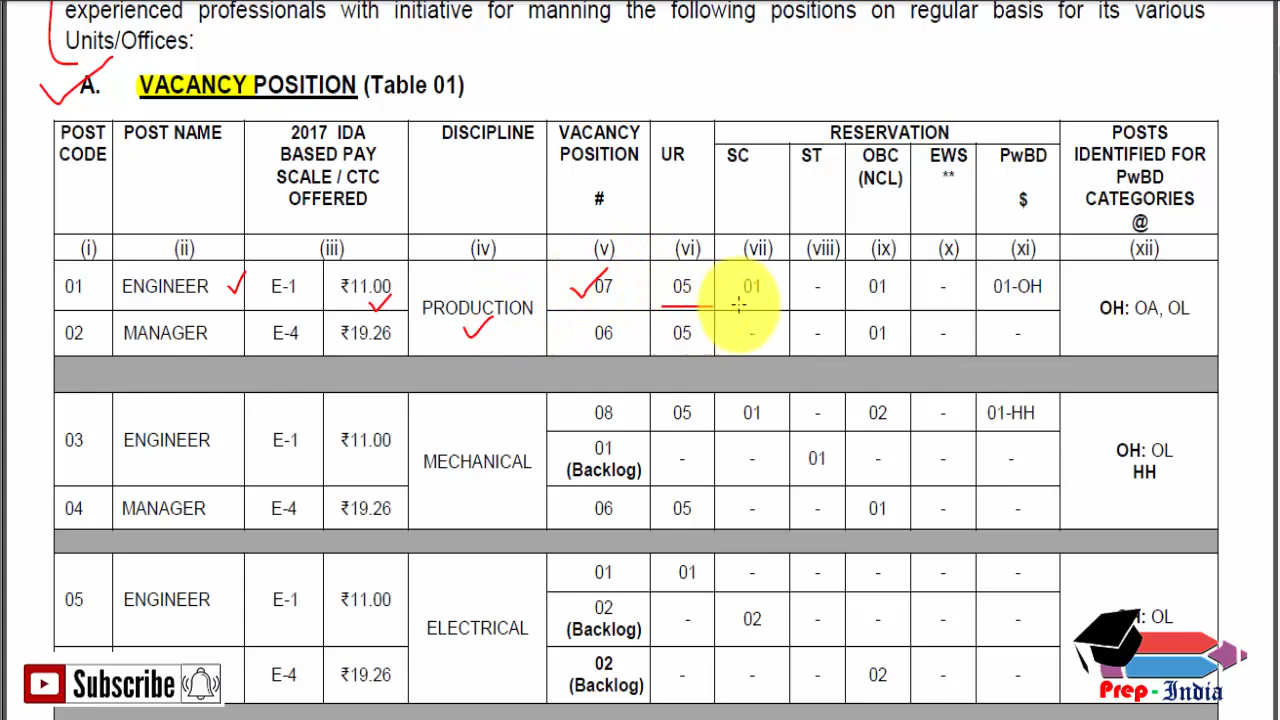 experienced professionals with initiative for manning the following positions on regular basis for its various
Units/Offices:
A. VACANCY POSITION (Table 01)
POST CODE POST NAME 2017 IDA BASED PAY SCALE / CTC OFFERED DISCIPLINE VACANCY POSITION # UR RESERVATION POSTS IDENTIFIED FOR PwBD CATEGORIES @
SC ST OBC (NCL) EWS ** PwBD $
(i) (ii) (iii) (iv) (v) (vi) (vii) (viii) (ix) (x) (xi) (xii)
01 ENGINEER E-1 ₹11.00 PRODUCTION 07 05 01 - 01 - 01-OH OH: OA, OL
02 MANAGER E-4 ₹19.26 06 05 - - 01 - -
03 ENGINEER E-1 ₹11.00 MECHANICAL 08 05 01 - 02 - 01-HH OH: OL
HH
01 (Backlog) - - 01 - - -
04 MANAGER E-4 ₹19.26 06 05 - - 01 - -
05 ENGINEER E-1 ₹11.00 ELECTRICAL 01 01 - - - - - OL
02 (Backlog) - 02 - - - -
E-4 ₹19.26 02 (Backlog) - - - 02 - -
Subscribe
Prep - India